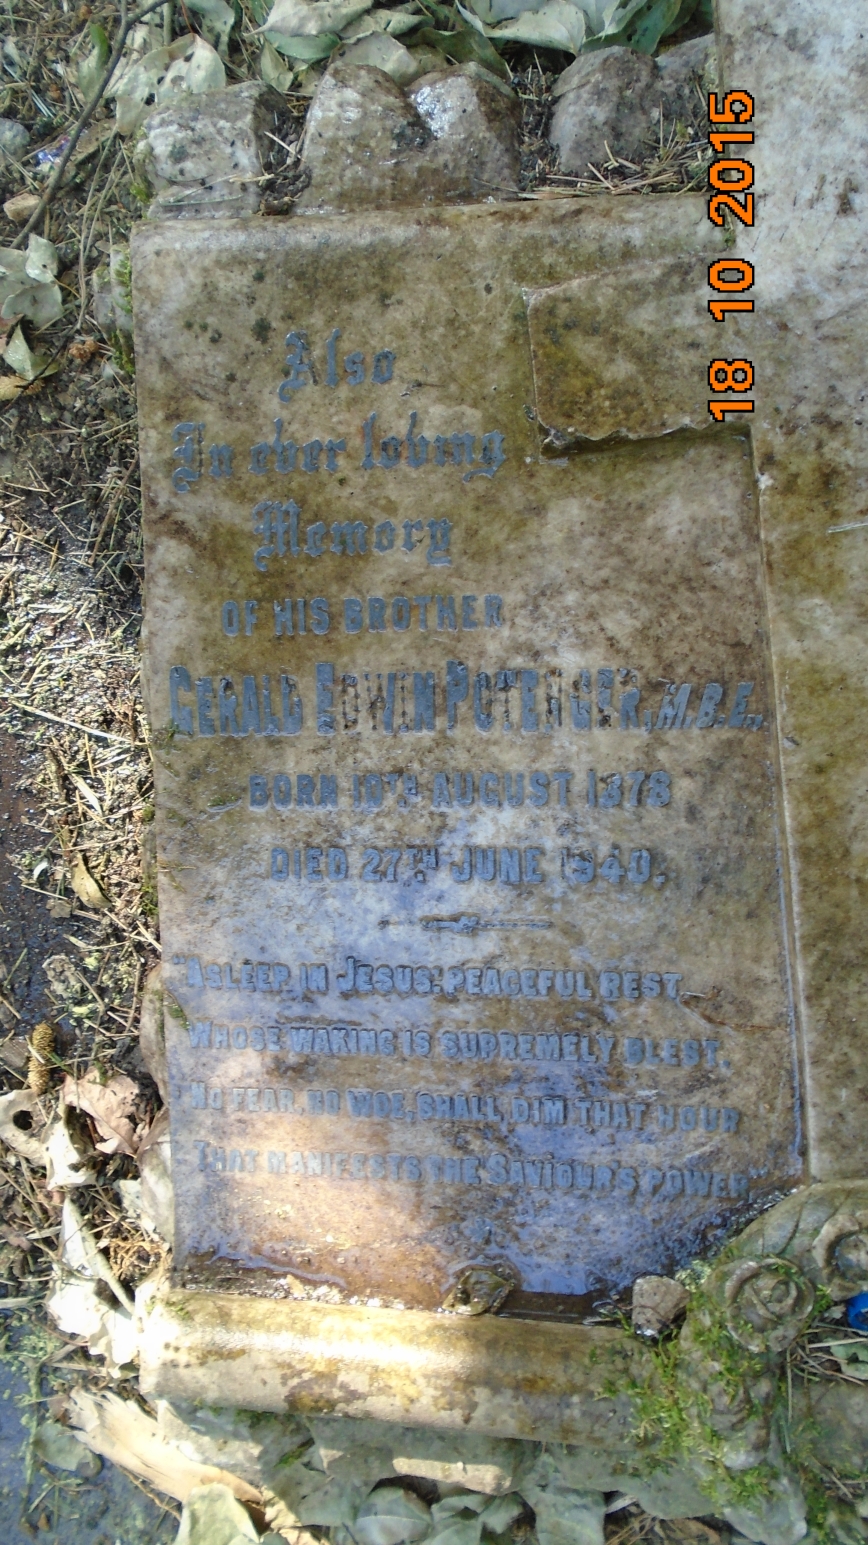 Also
In ever loving
Memory
OF HIS BROTHER
GERALD EDWIN POTENGER, M.B.E.,
BORN 10TH AUGUST 1878
DIED 27TH JUNE 1940.
"ASLEEP IN JESUS! PEACEFUL REST
WHOSE WAKING IS SUPREMELY BLEST.
NO FEAR, NO WOE, SHALL DIM THAT HOUR
THAT MANIFESTS THE SAVIOUR'S POWER."
18 10 2015